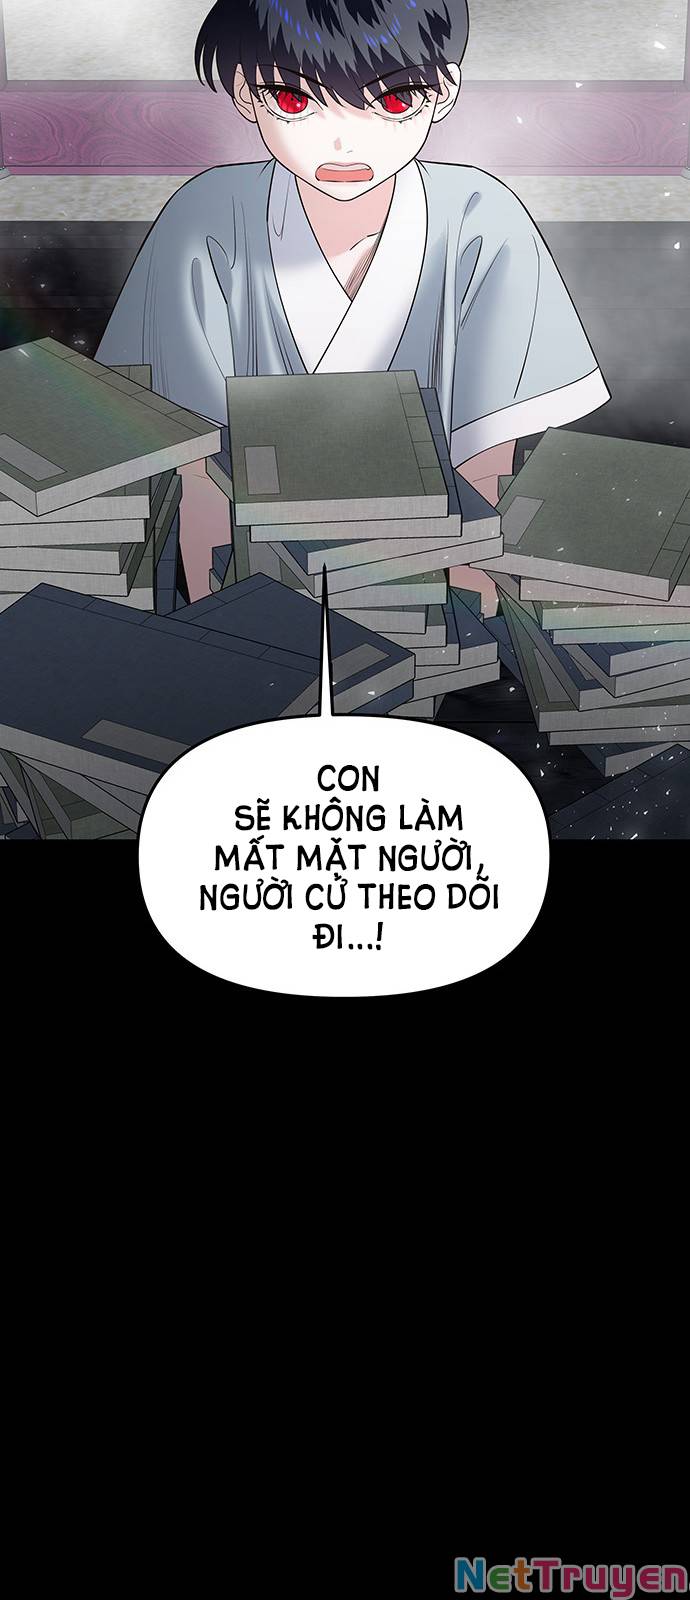 CON
SẼ KHÔNG LÀM
MẤT MẶT NGƯỜI,
NGƯỜI CỨ THEO DÕI
ĐI...!
NetTruyen